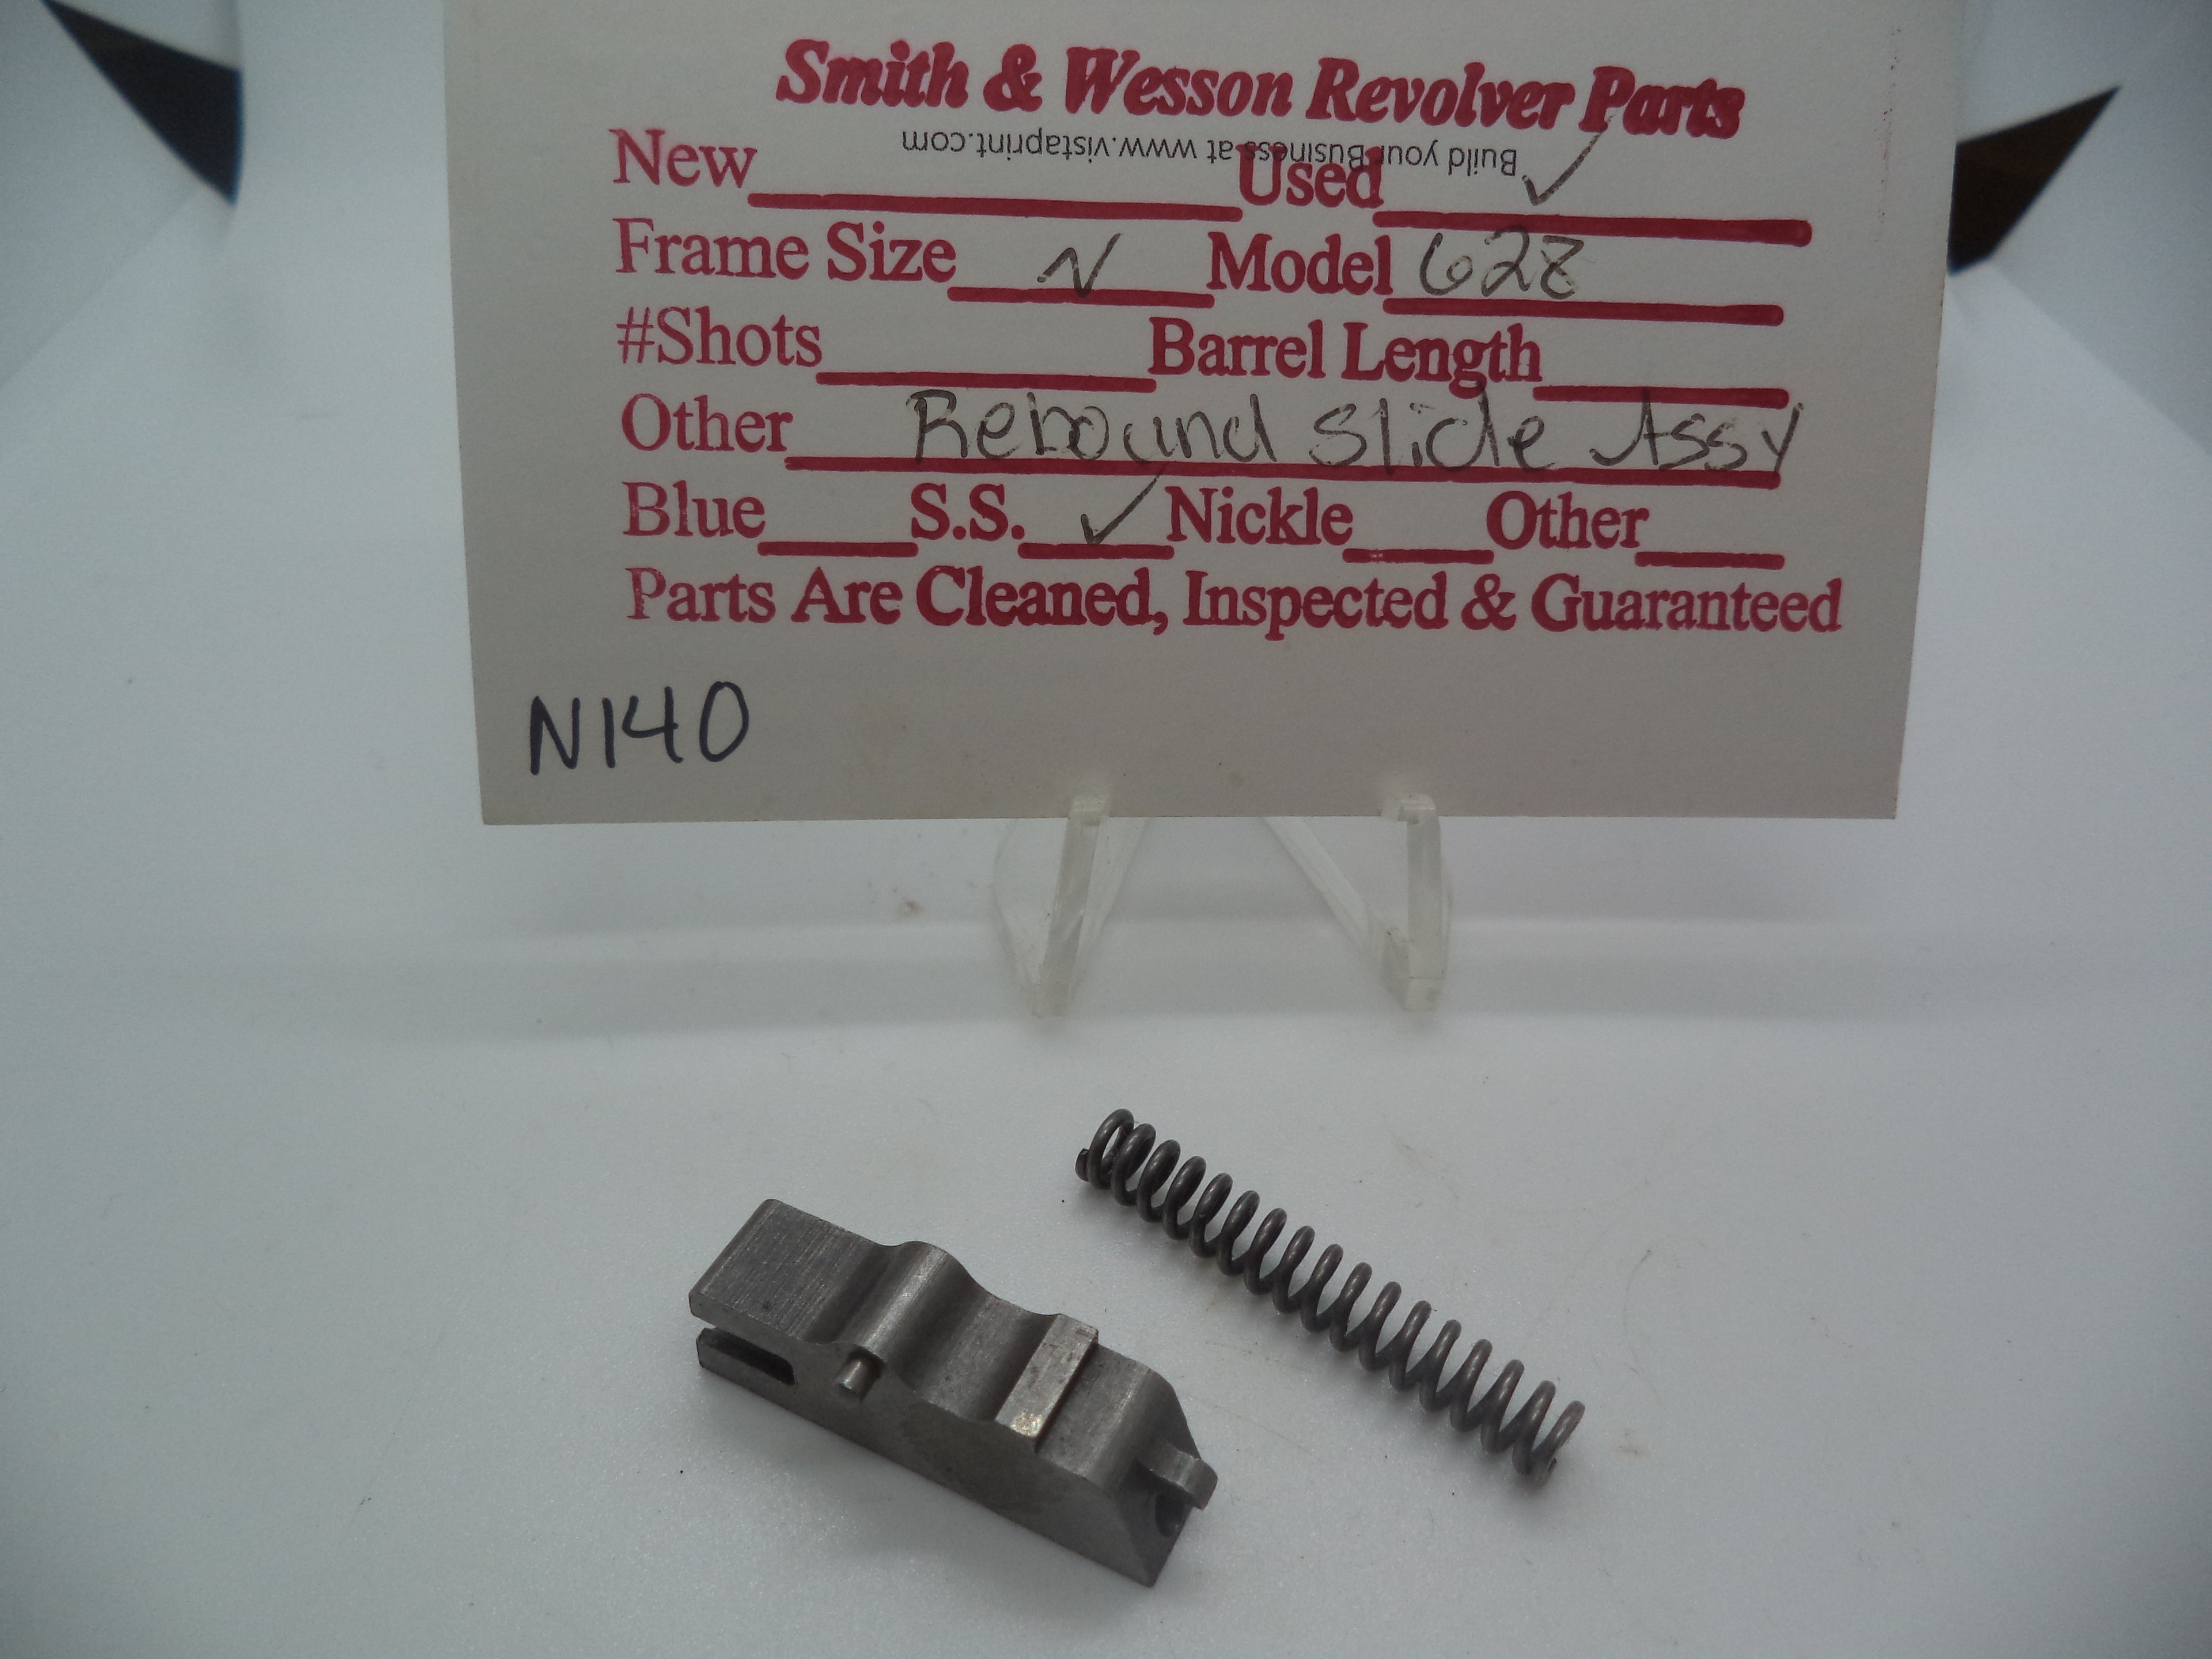 Smith & Wesson Revolver Parts
Build your Business at www.vistaprint.com
New Used ✓
Frame Size N Model 628
#Shots Barrel Length
Other Rebound Slide Assy
Blue S.S. ✓ Nickle Other
Parts Are Cleaned, Inspected & Guaranteed
N140